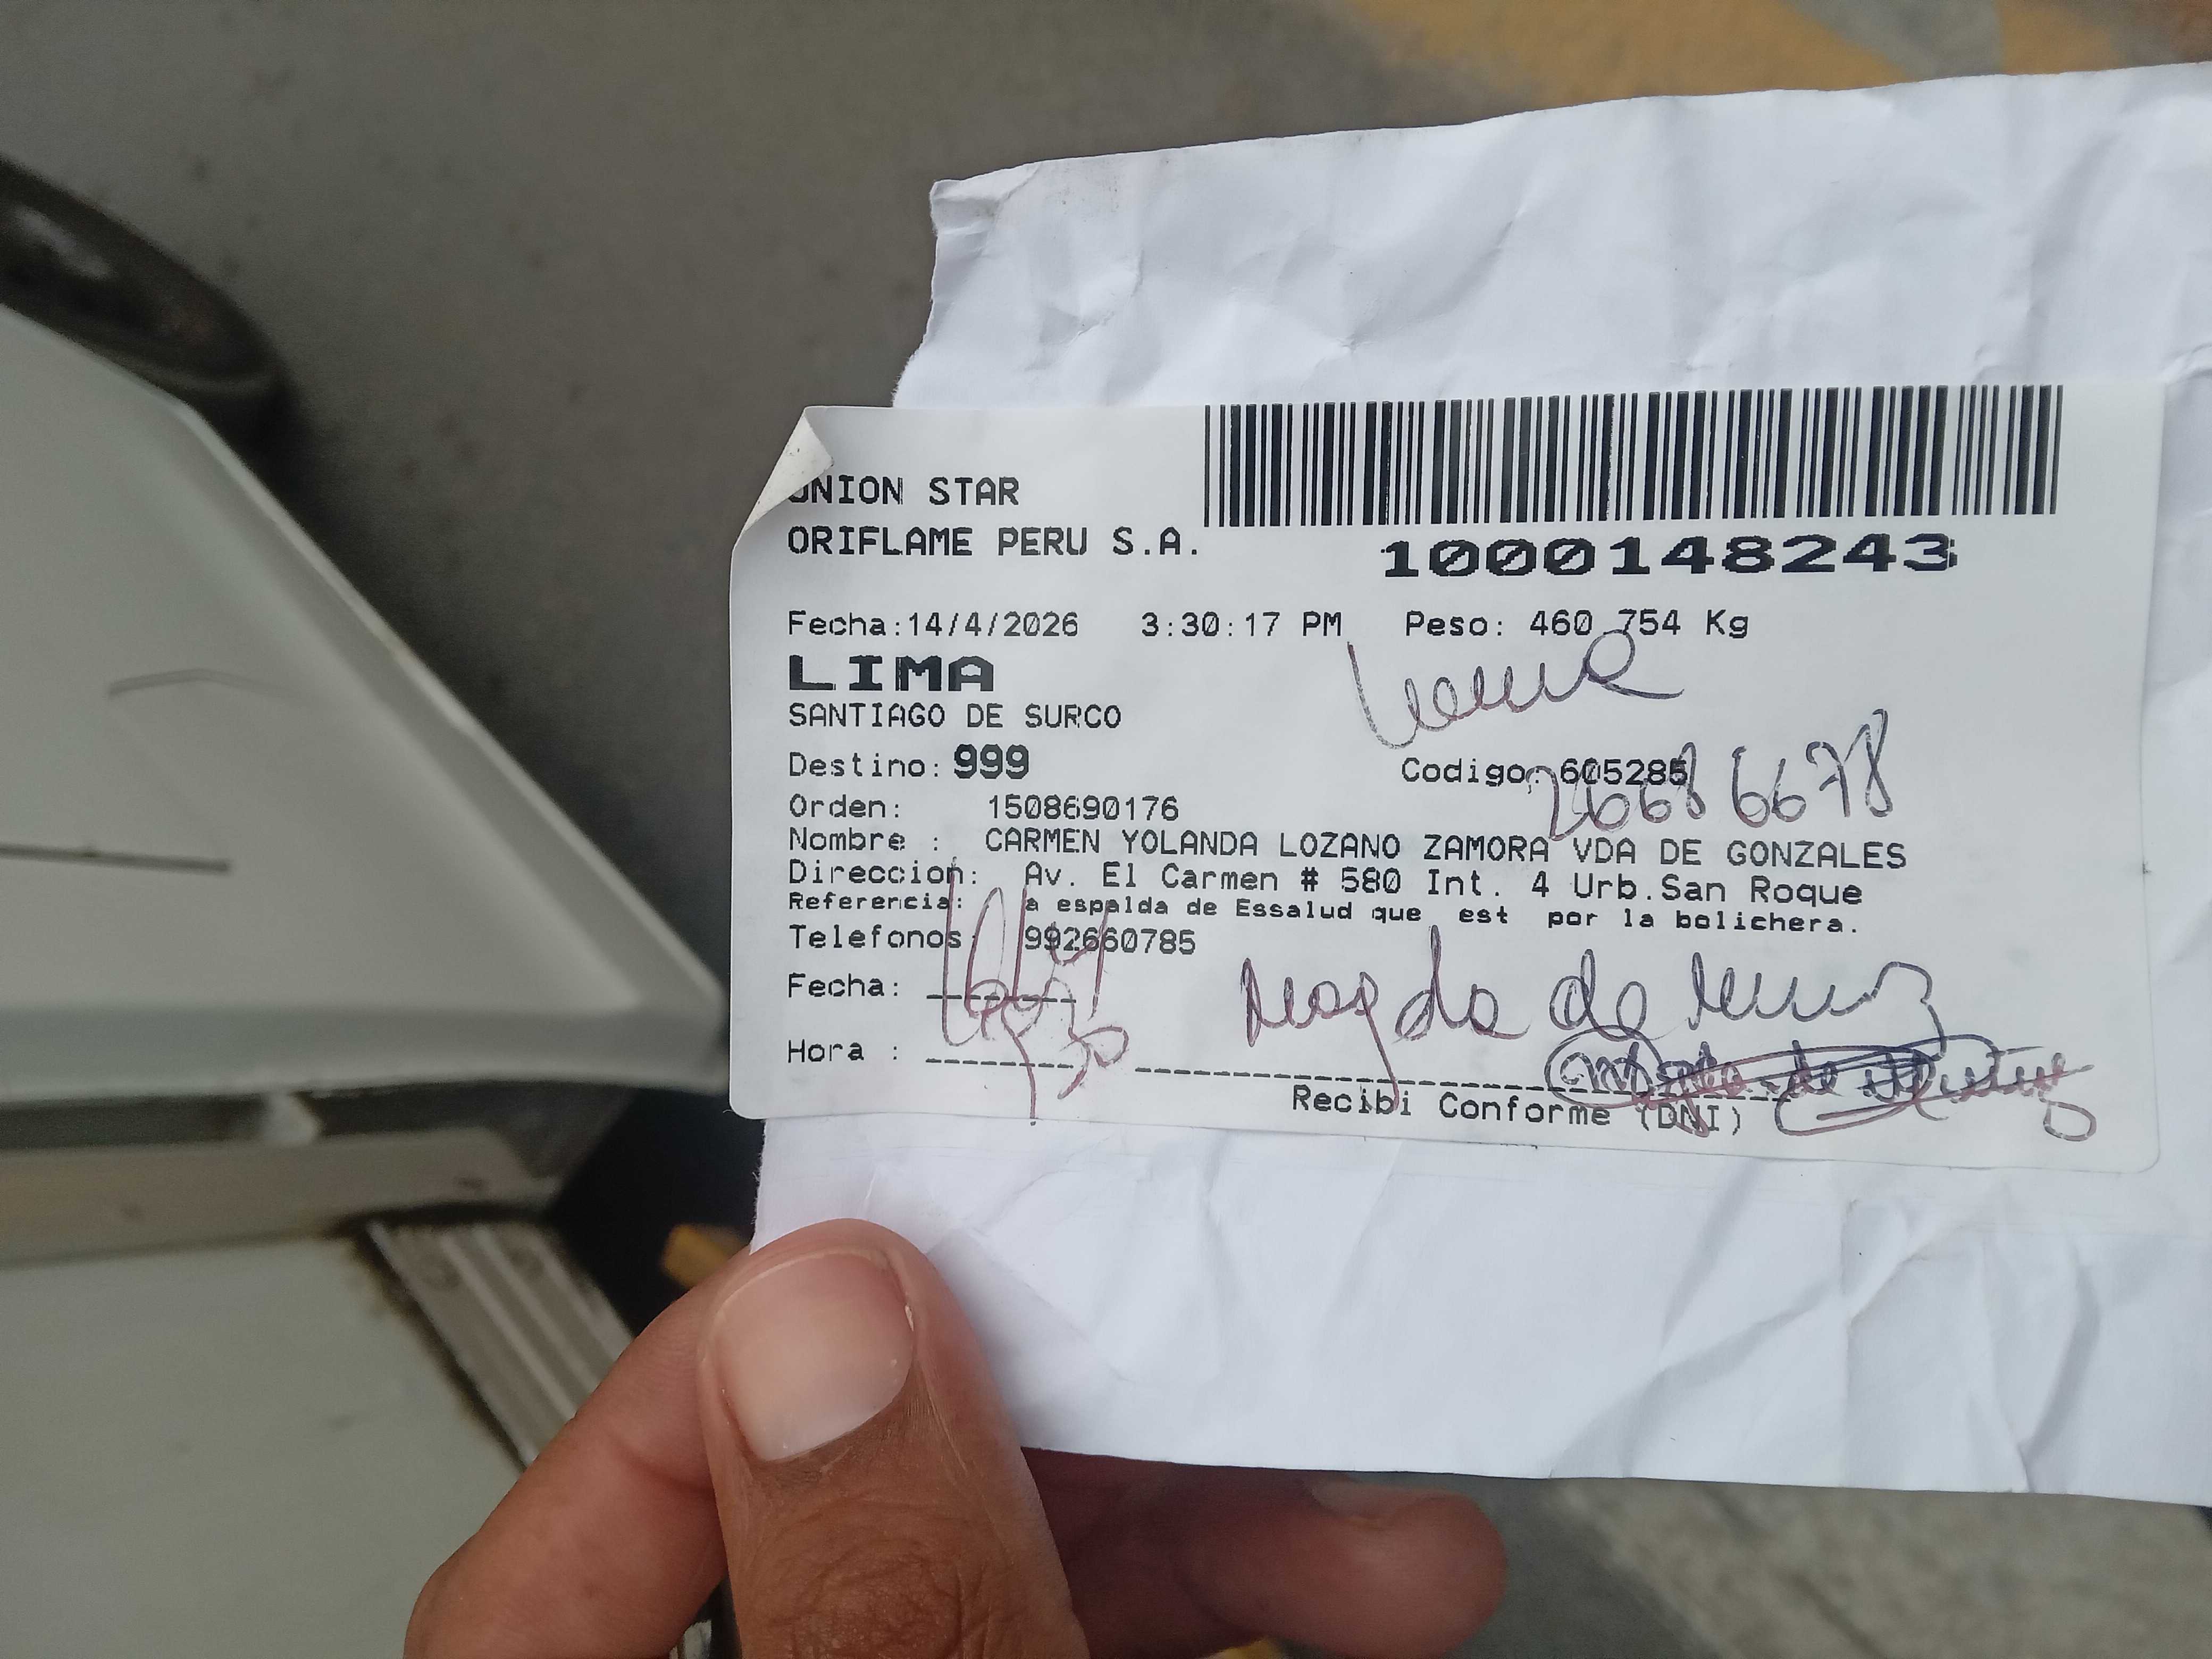 UNION STAR
ORIFLAME PERU S.A.
1000148243
Fecha:14/4/2026 3:30:17 PM Peso: 460 754 Kg
LIMA
SANTIAGO DE SURCO
Destino: 999 Codigo: 605285
Orden: 1508690176
Nombre : CARMEN YOLANDA LOZANO ZAMORA VDA DE GONZALES
Direccion: Av. El Carmen # 580 Int. 4 Urb.San Roque
Referencia: a espalda de Essalud que est por la bolichera.
Telefonos: 992660785
Fecha:
Magda de
Hora :
Recibi Conforme (DNI)